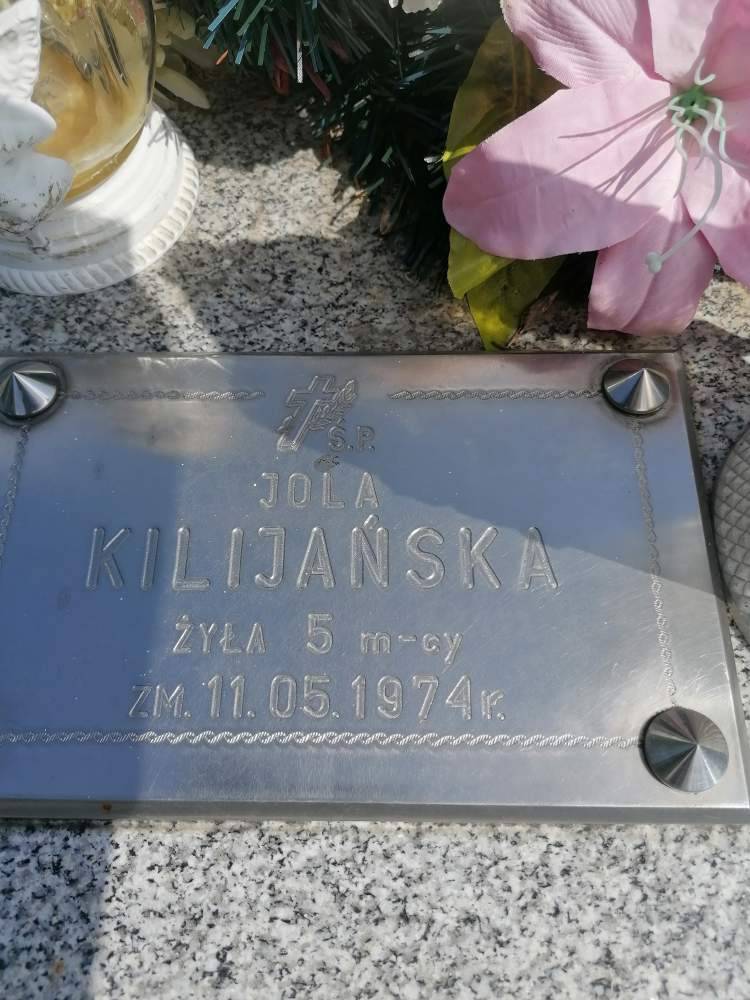 Ś.P.
JOLA
KILIJAŃSKA
ŻYŁA 5 m-cy
ZM. 11.05.1974 r.